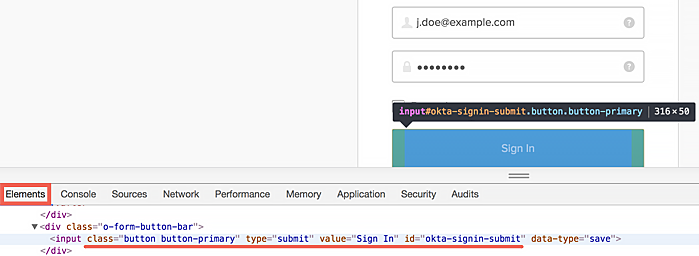 j.doe@example.com
?
••••••••
?
input#okta-signin-submit.button.button-primary | 316×50
Sign In
Elements Console Sources Network Performance Memory Application Security Audits
</div>
▼<div class="o-form-button-bar">
<input class="button button-primary" type="submit" value="Sign In" id="okta-signin-submit" data-type="save">
</div>